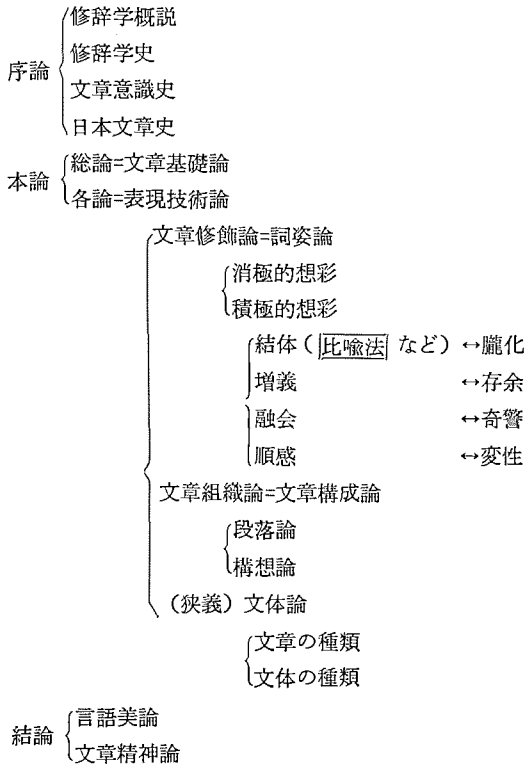 修辞学概説
修辞学史
序論
文章意識史
日本文章史
総論=文章基礎論
本論
各論=表現技術論
文章修飾論=詞姿論
消極的想彩
積極的想彩
結体(比喩法 など) ↔朧化
増義 ↔存余
融会 ↔奇警
順感 ↔変性
文章組織論=文章構成論
段落論
構想論
(狭義)文体論
文章の種類
文体の種類
言語美論
結論
文章精神論